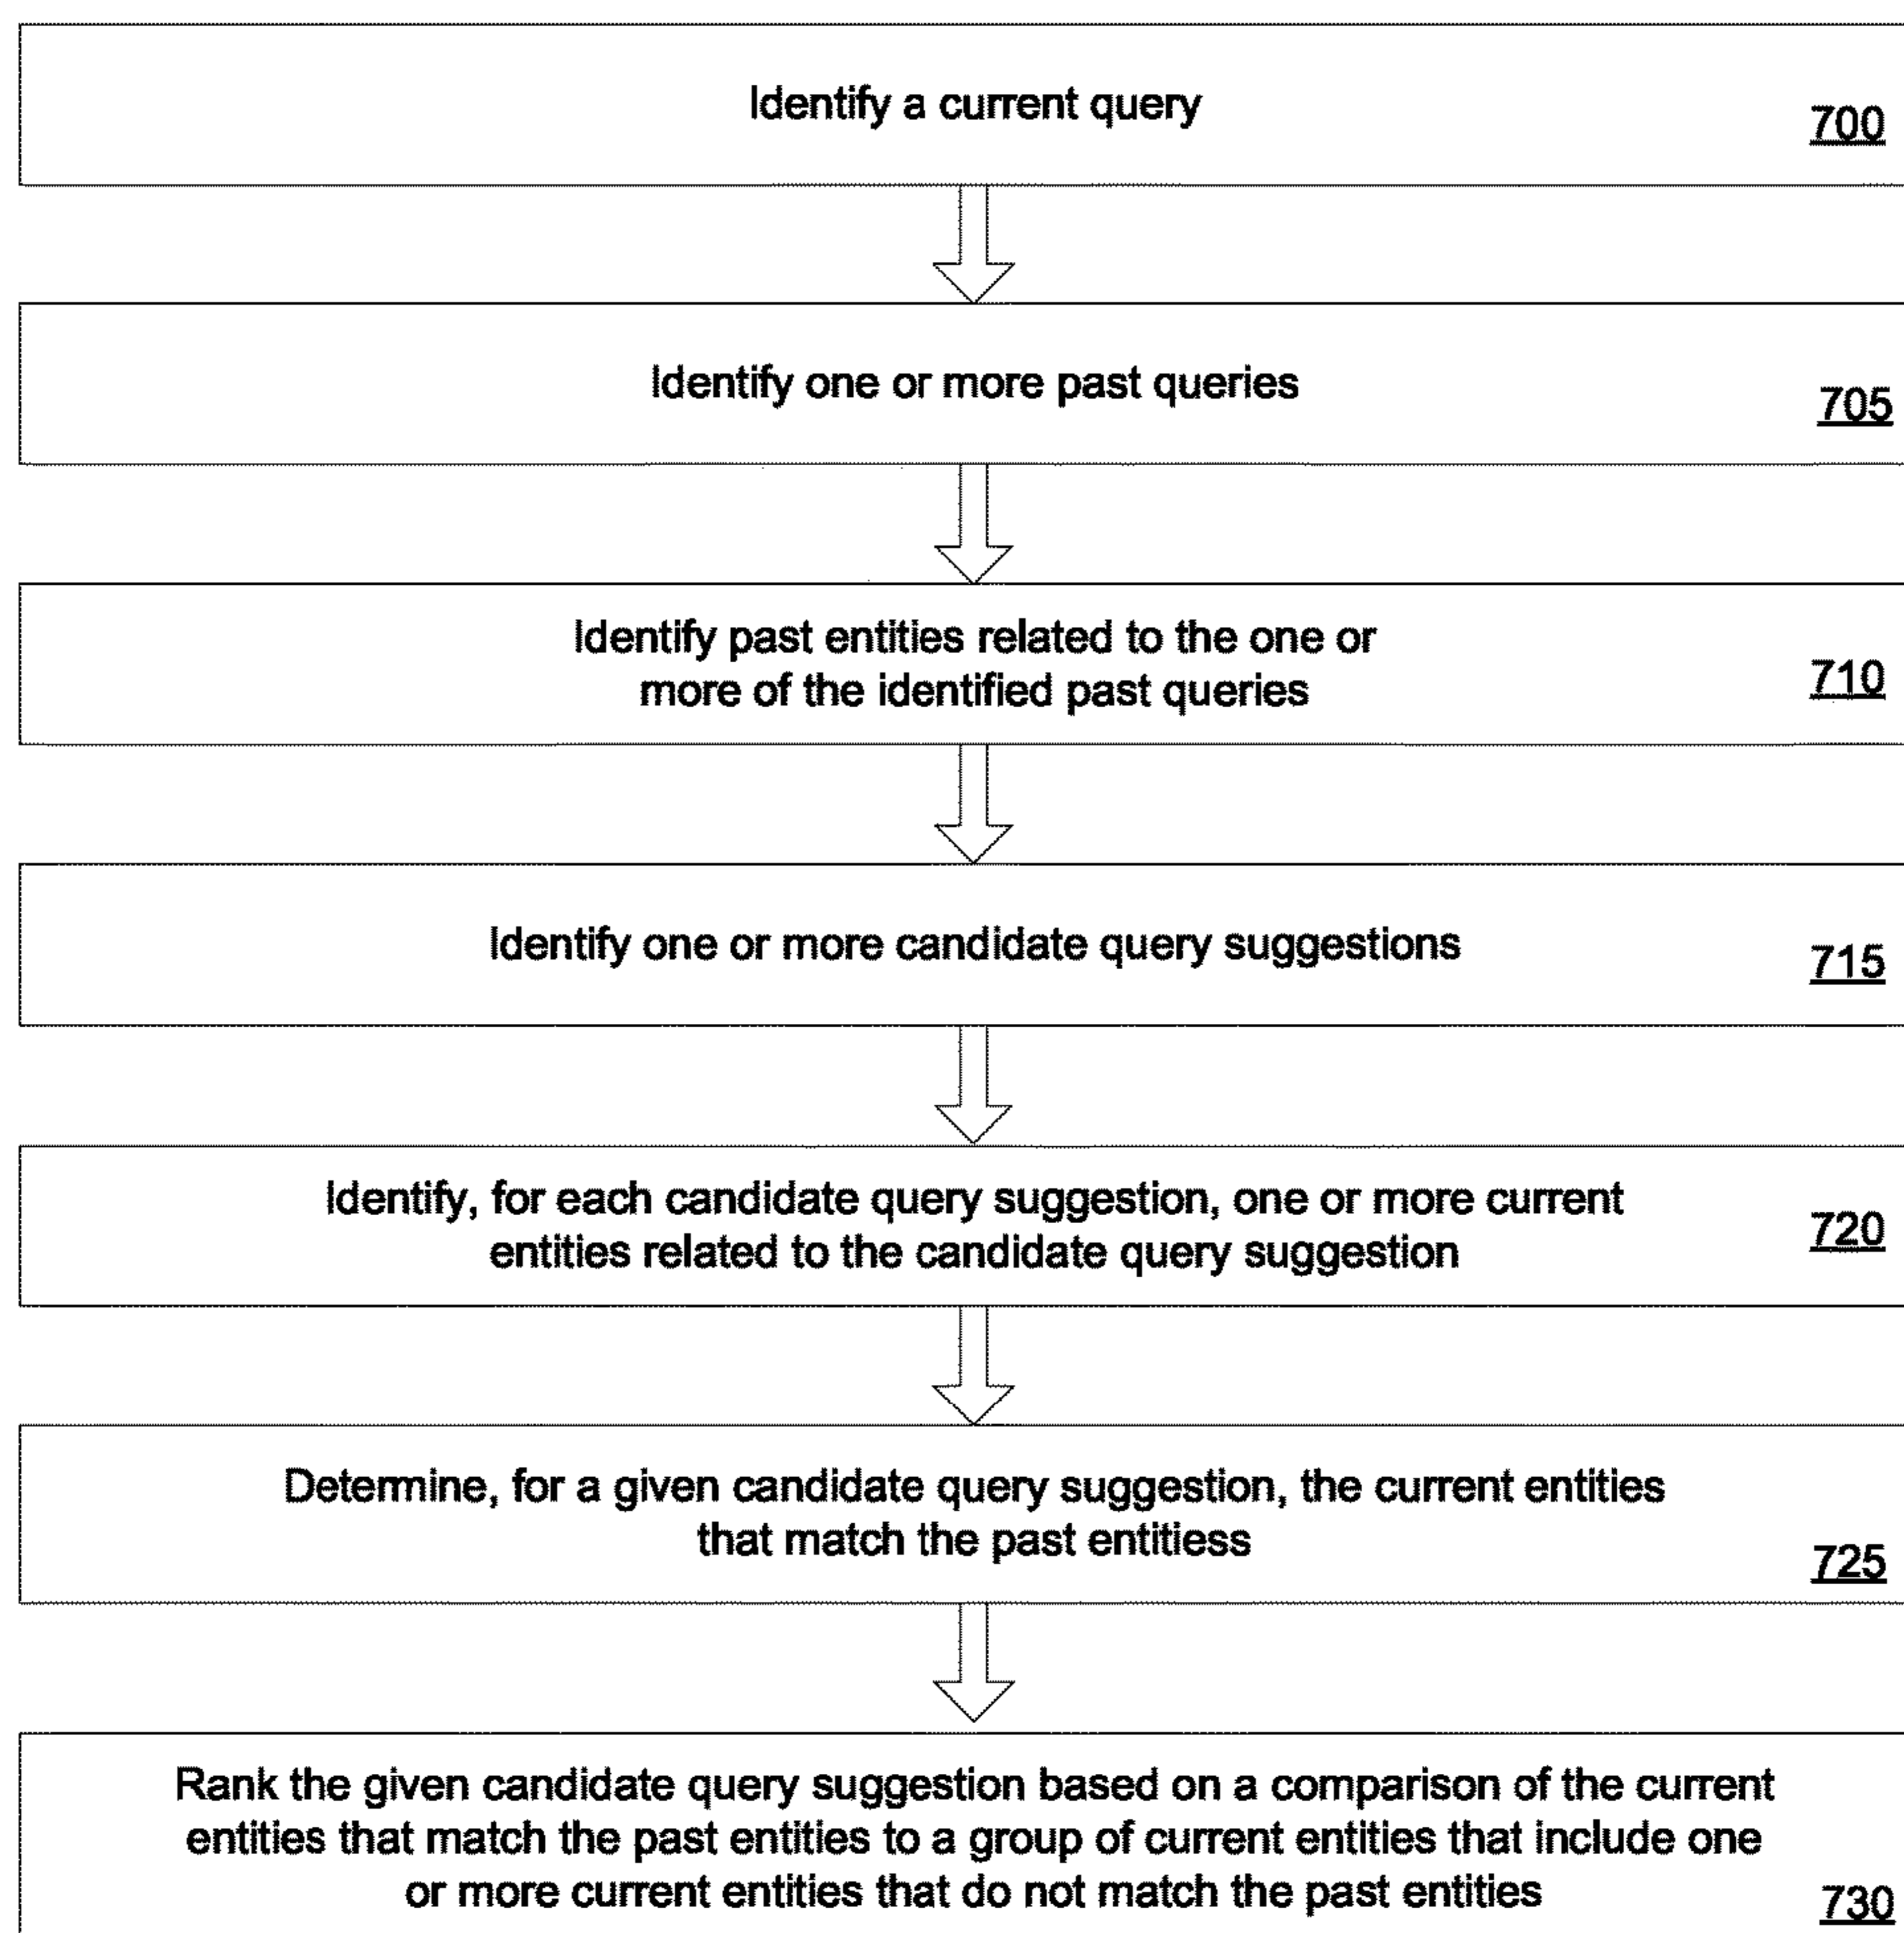 Identify a current query
700
Identify one or more past queries
705
Identify past entities related to the one or
more of the identified past queries
710
Identify one or more candidate query suggestions
715
Identify, for each candidate query suggestion, one or more current
entities related to the candidate query suggestion
720
Determine, for a given candidate query suggestion, the current entities
that match the past entitiess
725
Rank the given candidate query suggestion based on a comparison of the current
entities that match the past entities to a group of current entities that include one
or more current entities that do not match the past entities
730